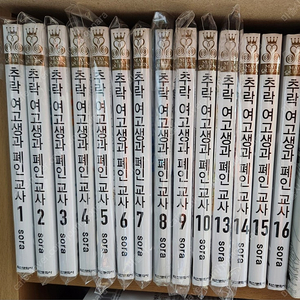 추락 여고생과 폐인 교사 1 sora
추락 여고생과 폐인 교사 2 sora
추락 여고생과 폐인 교사 3 sora
추락 여고생과 폐인 교사 4 sora
추락 여고생과 폐인 교사 5 sora
추락 여고생과 폐인 교사 6 sora
추락 여고생과 폐인 교사 7 sora
추락 여고생과 폐인 교사 8 sora
추락 여고생과 폐인 교사 9 sora
추락 여고생과 폐인 교사 10 sora
추락 여고생과 폐인 교사 13 sora
추락 여고생과 폐인 교사 14 sora
추락 여고생과 폐인 교사 15 sora
추락 여고생과 폐인 교사 16 sora